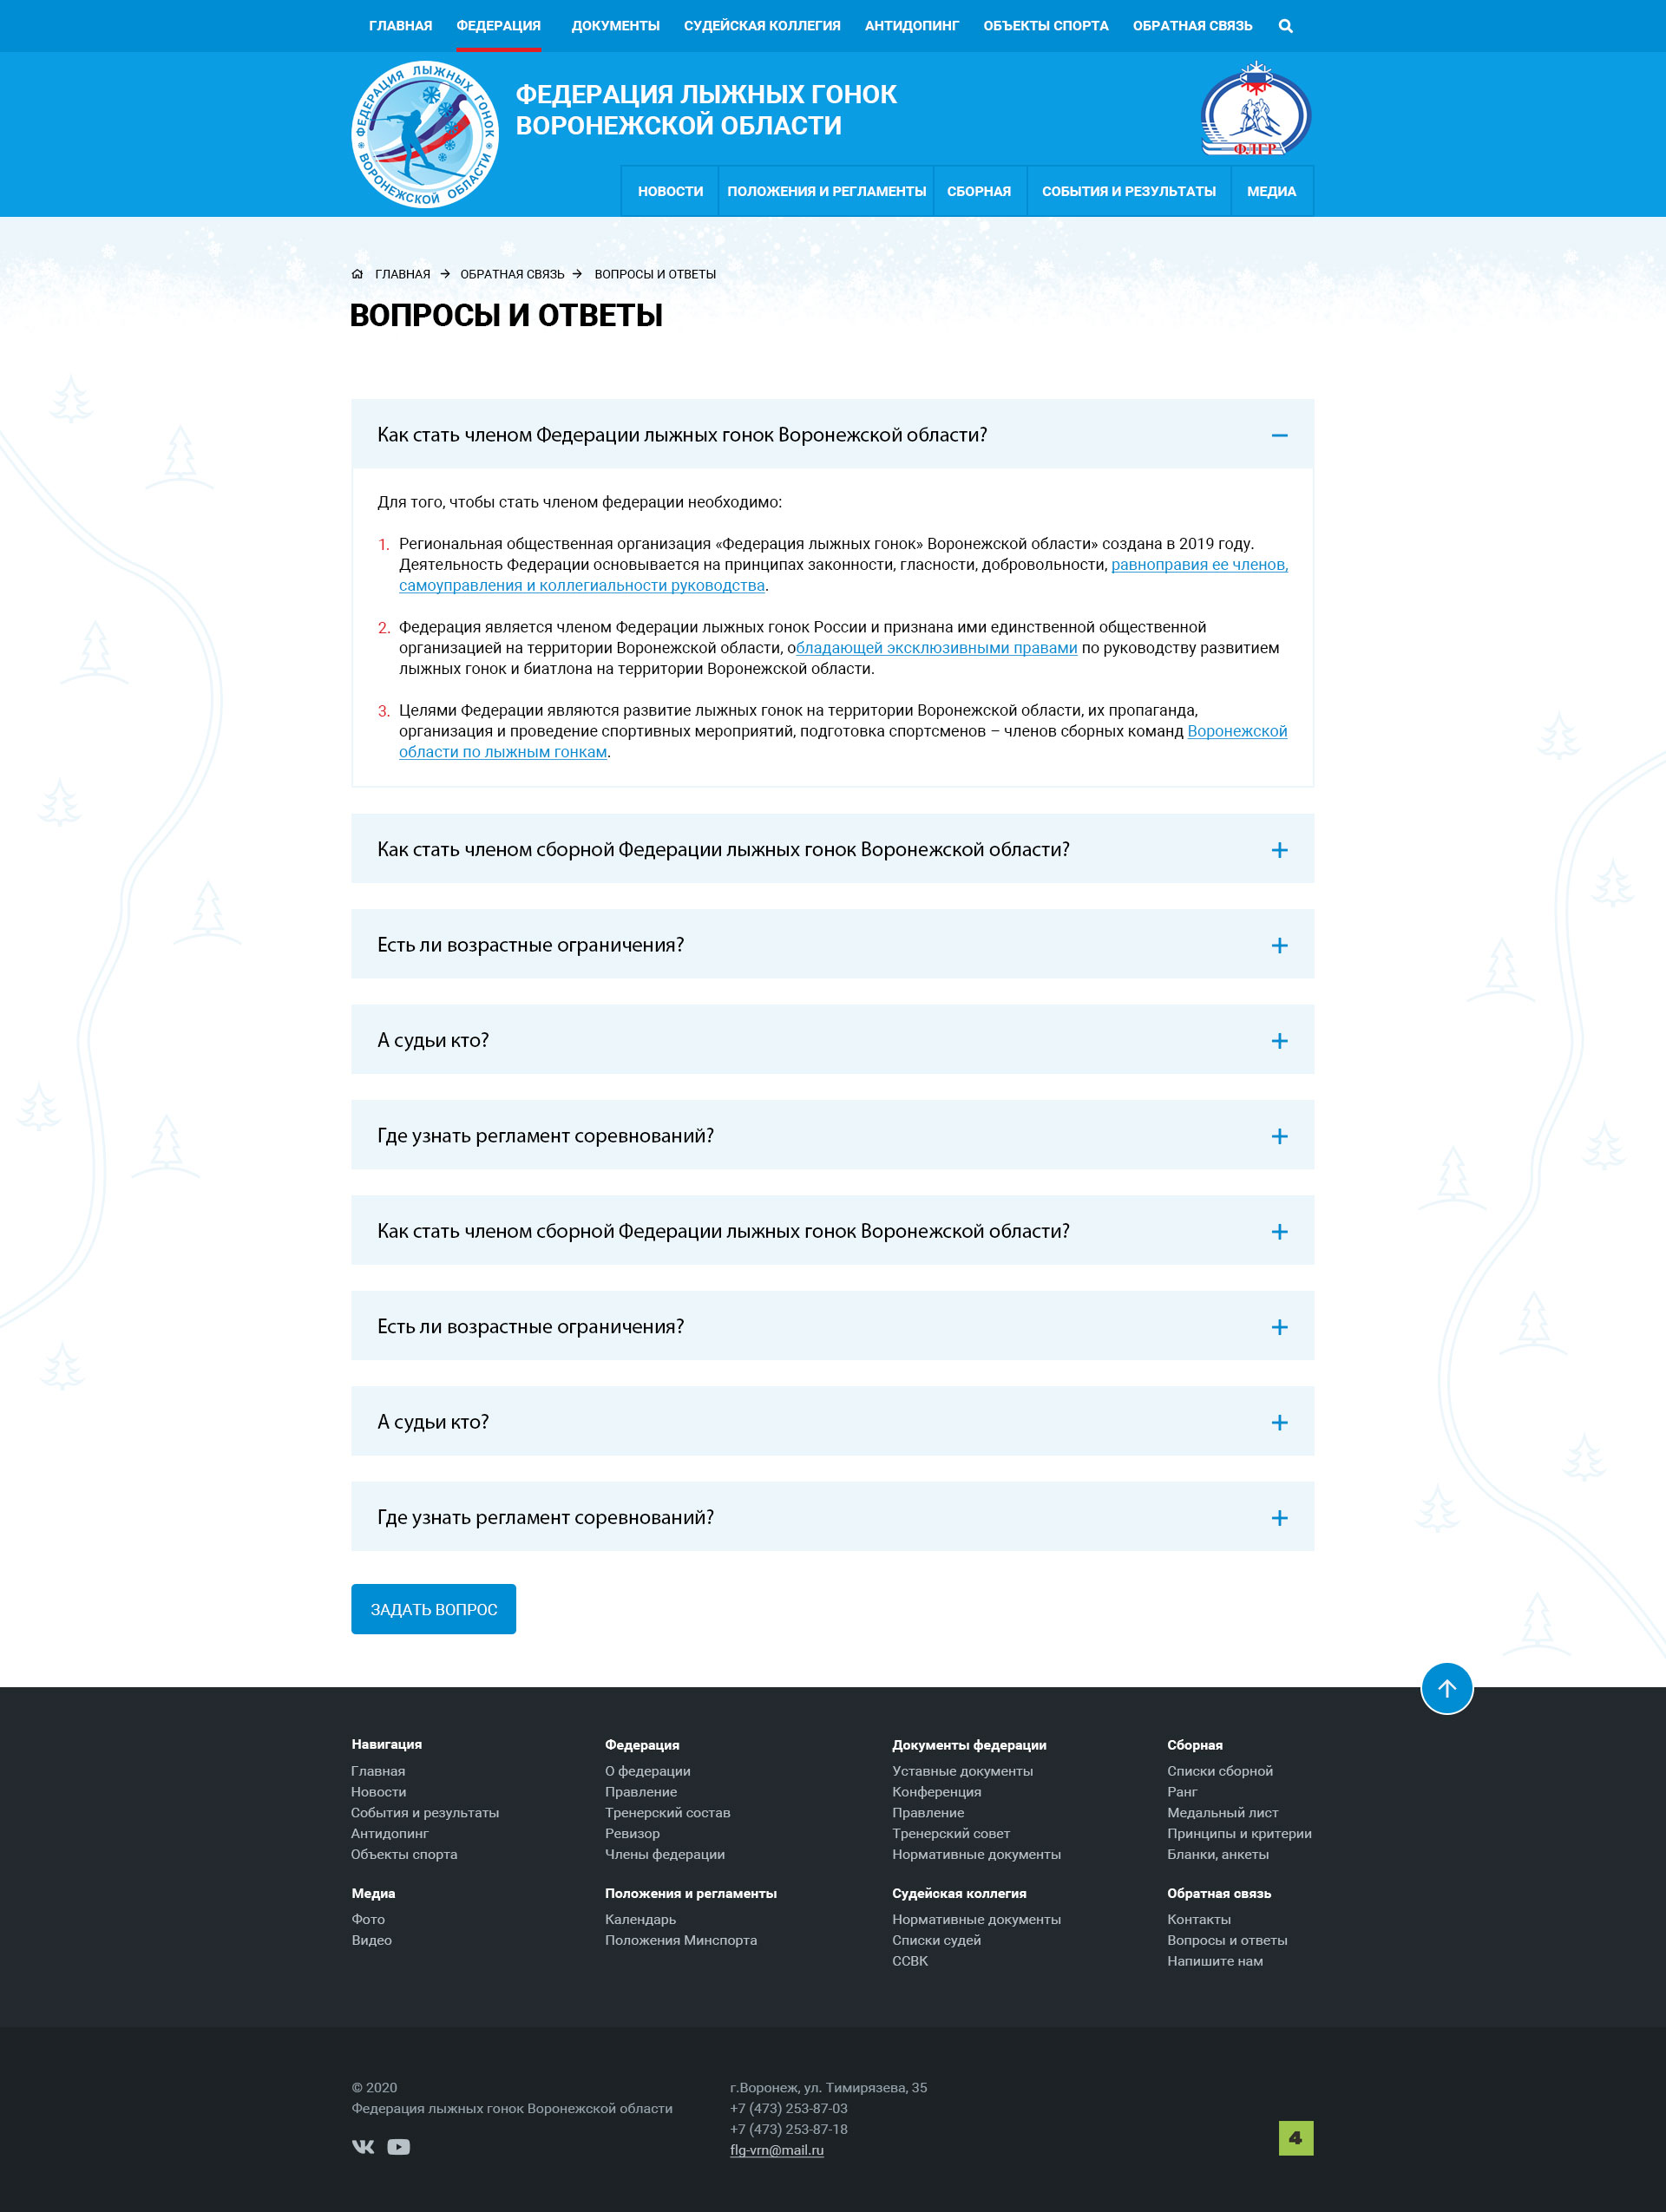 ГЛАВНАЯ ФЕДЕРАЦИЯ ДОКУМЕНТЫ СУДЕЙСКАЯ КОЛЛЕГИЯ АНТИДОПИНГ ОБЪЕКТЫ СПОРТА ОБРАТНАЯ СВЯЗЬ
ФЕДЕРАЦИЯ ЛЫЖНЫХ ГОНОК
ВОРОНЕЖСКОЙ ОБЛАСТИ
ФЕДЕРАЦИЯ ЛЫЖНЫХ ГОНОК
ВОРОНЕЖСКОЙ ОБЛАСТИ
ФЛГР
НОВОСТИ ПОЛОЖЕНИЯ И РЕГЛАМЕНТЫ СБОРНАЯ СОБЫТИЯ И РЕЗУЛЬТАТЫ МЕДИА
ГЛАВНАЯ → ОБРАТНАЯ СВЯЗЬ → ВОПРОСЫ И ОТВЕТЫ
ВОПРОСЫ И ОТВЕТЫ
Как стать членом Федерации лыжных гонок Воронежской области?
Для того, чтобы стать членом федерации необходимо:
1. Региональная общественная организация «Федерация лыжных гонок» Воронежской области» создана в 2019 году.
Деятельность Федерации основывается на принципах законности, гласности, добровольности, равноправия ее членов,
самоуправления и коллегиальности руководства.
2. Федерация является членом Федерации лыжных гонок России и признана ими единственной общественной
организацией на территории Воронежской области, обладающей эксклюзивными правами по руководству развитием
лыжных гонок и биатлона на территории Воронежской области.
3. Целями Федерации являются развитие лыжных гонок на территории Воронежской области, их пропаганда,
организация и проведение спортивных мероприятий, подготовка спортсменов – членов сборных команд Воронежской
области по лыжным гонкам.
Как стать членом сборной Федерации лыжных гонок Воронежской области?
Есть ли возрастные ограничения?
А судьи кто?
Где узнать регламент соревнований?
Как стать членом сборной Федерации лыжных гонок Воронежской области?
Есть ли возрастные ограничения?
А судьи кто?
Где узнать регламент соревнований?
ЗАДАТЬ ВОПРОС
Навигация
Главная
Новости
События и результаты
Антидопинг
Объекты спорта
Федерация
О федерации
Правление
Тренерский состав
Ревизор
Члены федерации
Документы федерации
Уставные документы
Конференция
Правление
Тренерский совет
Нормативные документы
Сборная
Списки сборной
Ранг
Медальный лист
Принципы и критерии
Бланки, анкеты
Медиа
Фото
Видео
Положения и регламенты
Календарь
Положения Минспорта
Судейская коллегия
Нормативные документы
Списки судей
ССВК
Обратная связь
Контакты
Вопросы и ответы
Напишите нам
© 2020
Федерация лыжных гонок Воронежской области
г.Воронеж, ул. Тимирязева, 35
+7 (473) 253-87-03
+7 (473) 253-87-18
flg-vrn@mail.ru
4